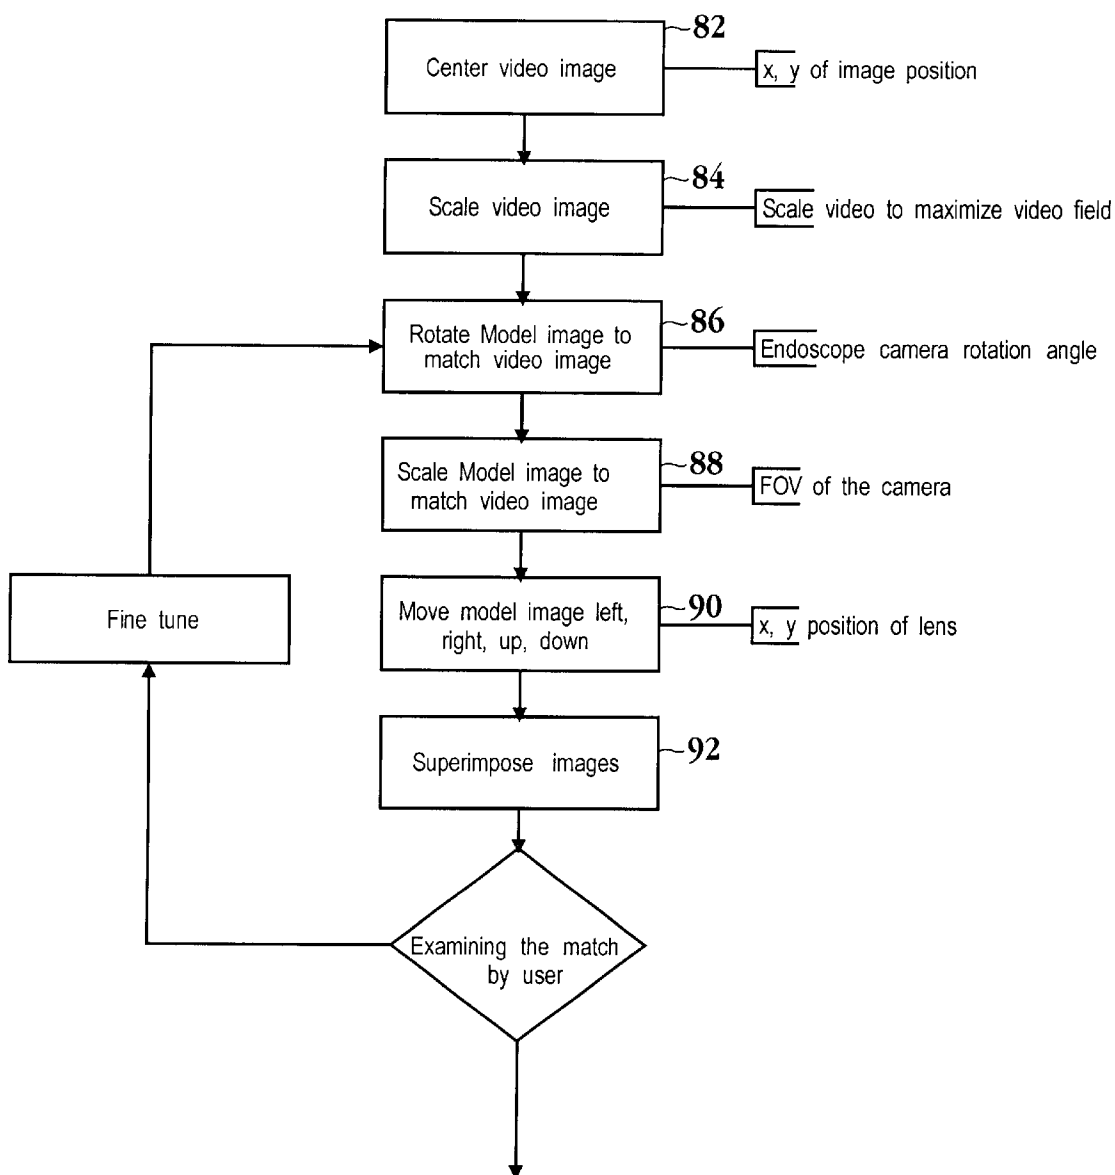 82
Center video image
x, y of image position
84
Scale video image
Scale video to maximize video field
86
Rotate Model image to
match video image
Endoscope camera rotation angle
88
Scale Model image to
match video image
FOV of the camera
90
Move model image left,
right, up, down
x, y position of lens
Fine tune
92
Superimpose images
Examining the match
by user